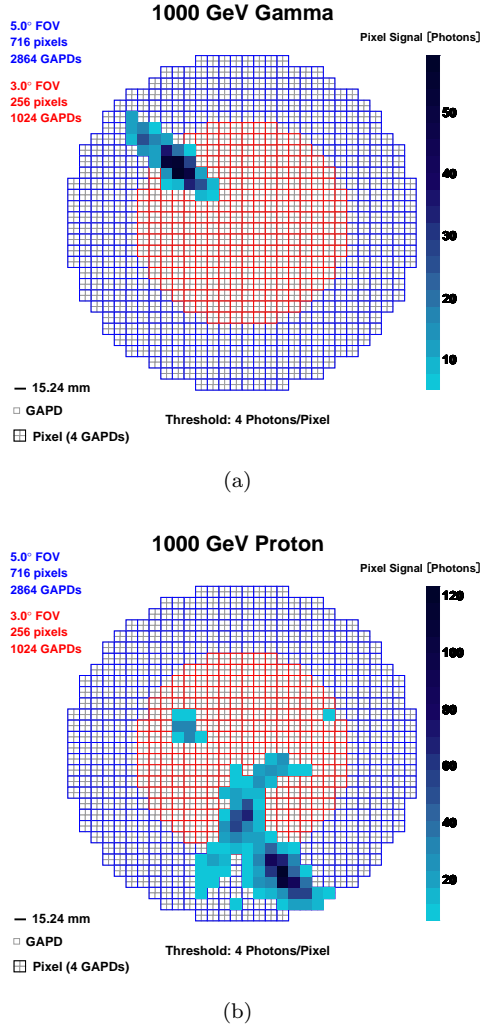 1000 GeV Gamma
5.0° FOV
716 pixels
2864 GAPDs
3.0° FOV
256 pixels
1024 GAPDs
Pixel Signal [Photons]
50
40
30
20
10
15.24 mm
GAPD
Pixel (4 GAPDs)
Threshold: 4 Photons/Pixel
(a)
1000 GeV Proton
5.0° FOV
716 pixels
2864 GAPDs
3.0° FOV
256 pixels
1024 GAPDs
Pixel Signal [Photons]
120
100
80
60
40
20
15.24 mm
GAPD
Pixel (4 GAPDs)
Threshold: 4 Photons/Pixel
(b)